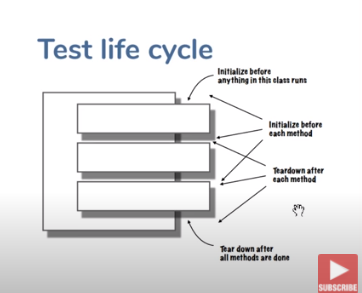 Test life cycle
Initialize before
anything in this class runs
Initialize before
each method
Teardown after
each method
Tear down after
all methods are done
SUBSCRIBE